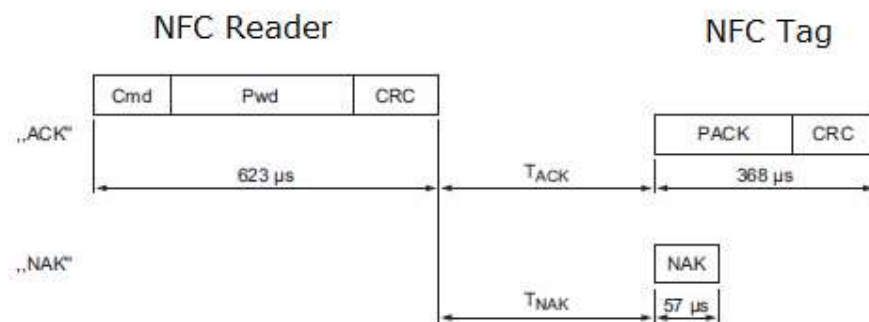 NFC Reader NFC Tag
Cmd Pwd CRC
„ACK” PACK CRC
623 µs TACK 368 µs
„NAK” NAK
TNAK 57 µs